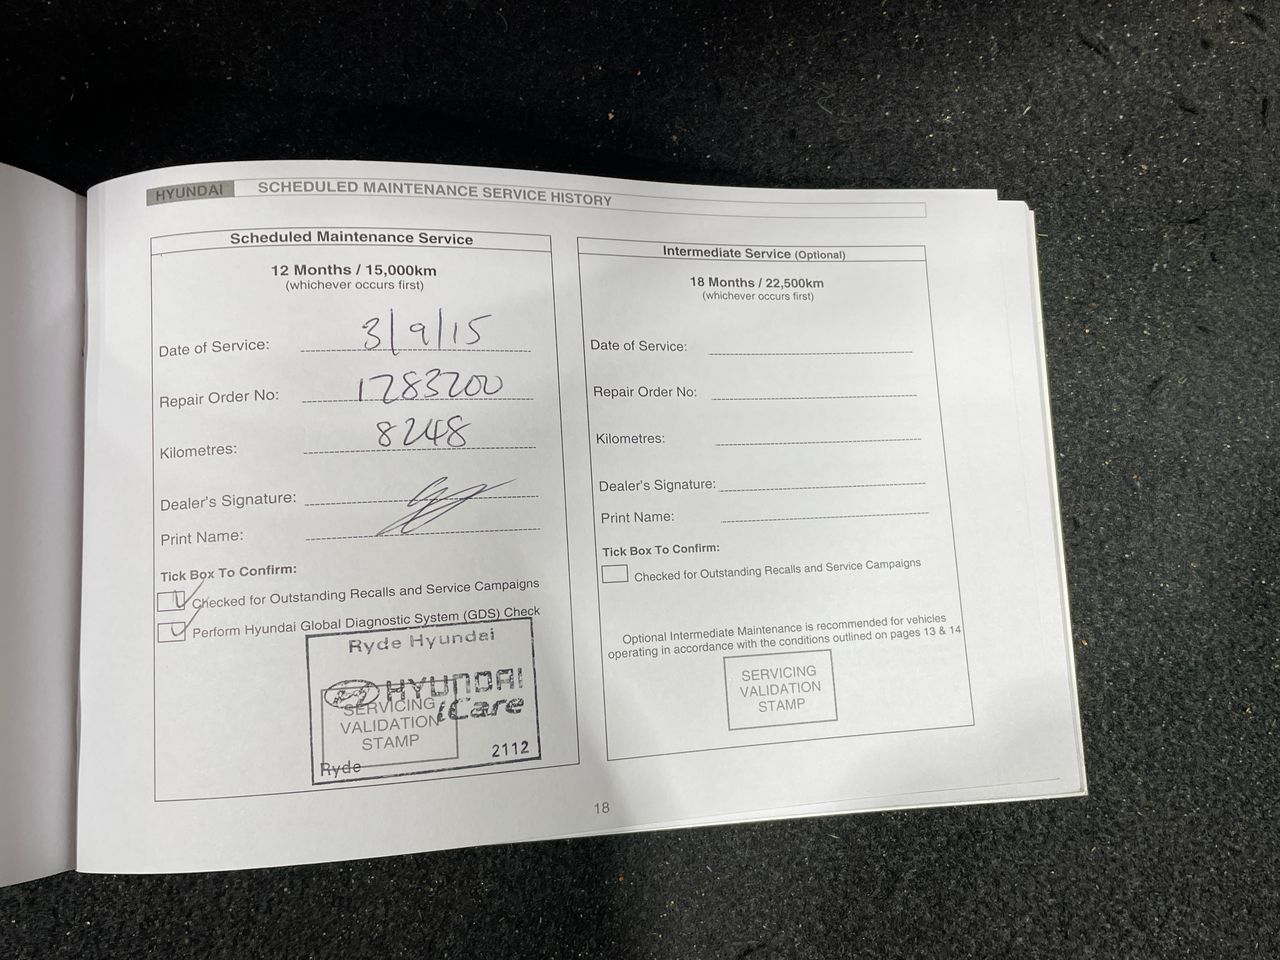 HYUNDAI SCHEDULED MAINTENANCE SERVICE HISTORY
Scheduled Maintenance Service
12 Months / 15,000km
(whichever occurs first)
Date of Service: 3/9/15
Repair Order No: 1283200
Kilometres: 8248
Dealer's Signature:
Print Name:
Tick Box To Confirm:
Checked for Outstanding Recalls and Service Campaigns
Perform Hyundai Global Diagnostic System (GDS) Check
Ryde Hyundai
HYUNDAI
iCare
SERVICING
VALIDATION
STAMP
2112
Ryde
Intermediate Service (Optional)
18 Months / 22,500km
(whichever occurs first)
Date of Service:
Repair Order No:
Kilometres:
Dealer's Signature:
Print Name:
Tick Box To Confirm:
Checked for Outstanding Recalls and Service Campaigns
Optional Intermediate Maintenance is recommended for vehicles
operating in accordance with the conditions outlined on pages 13 & 14
SERVICING
VALIDATION
STAMP
18